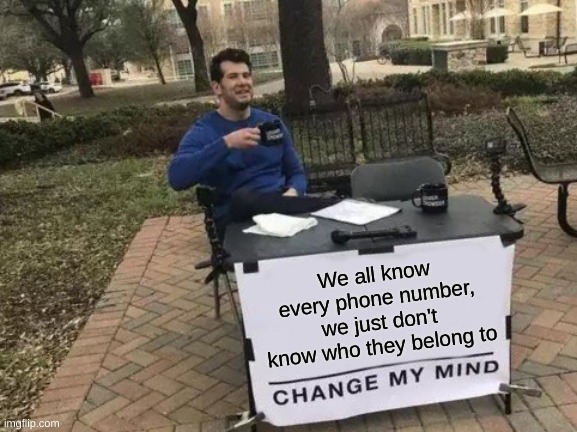 We all know
every phone number,
we just don't
know who they belong to
CHANGE MY MIND
imgflip.com